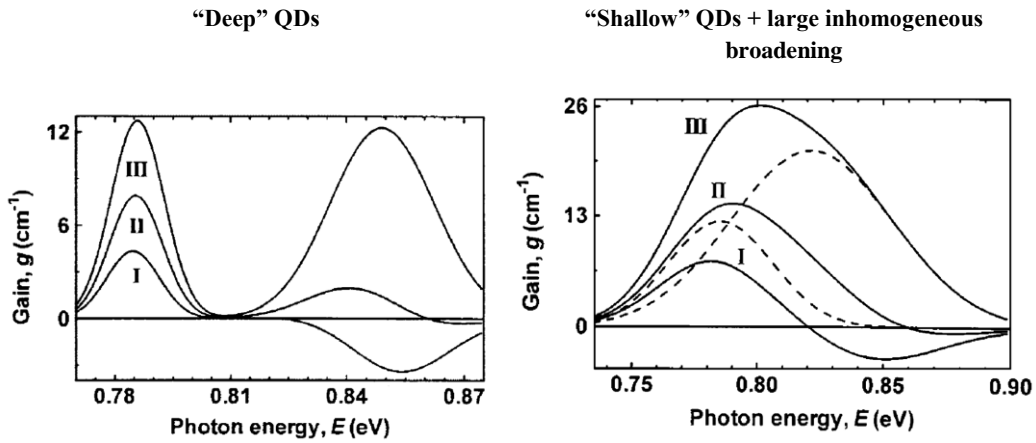 “Deep” QDs
“Shallow” QDs + large inhomogeneous
broadening
12
6
0
Gain, g (cm⁻¹)
III
II
I
0.78
0.81
0.84
0.87
Photon energy, E (eV)
26
13
0
Gain, g (cm⁻¹)
III
II
I
0.75
0.80
0.85
0.90
Photon energy, E (eV)